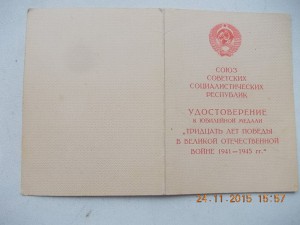 СОЮЗ
СОВЕТСКИХ
СОЦИАЛИСТИЧЕСКИХ
РЕСПУБЛИК
УДОСТОВЕРЕНИЕ
К ЮБИЛЕЙНОЙ МЕДАЛИ
„ТРИДЦАТЬ ЛЕТ ПОБЕДЫ
В ВЕЛИКОЙ ОТЕЧЕСТВЕННОЙ
ВОЙНЕ 1941—1945 гг."
24.11.2015 15:57